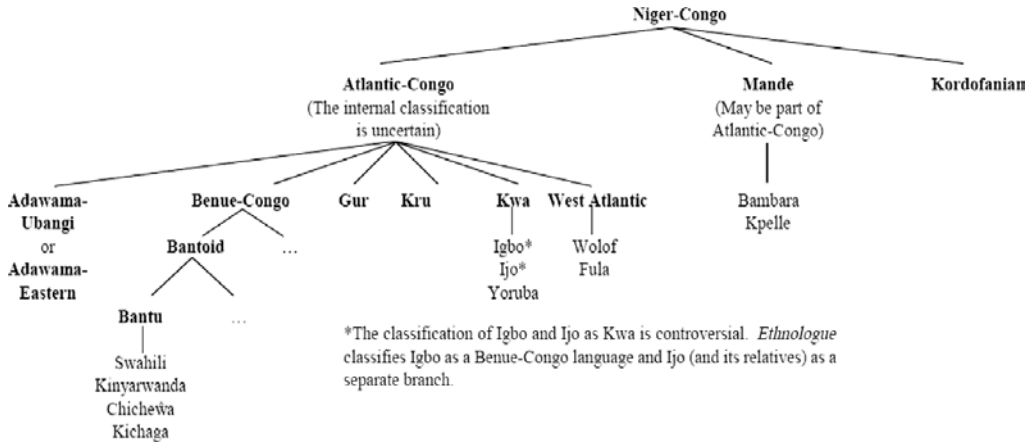 Niger-Congo
Atlantic-Congo
(The internal classification
is uncertain)
Mande
(May be part of
Atlantic-Congo)
Kordofanian
Adawama-
Ubangi
or
Adawama-
Eastern
Benue-Congo
Gur
Kru
Kwa
West Atlantic
Bambara
Kpelle
Bantoid
...
Igbo*
Ijo*
Yoruba
Wolof
Fula
Bantu
...
Swahili
Kinyarwanda
Chicheŵa
Kichaga
*The classification of Igbo and Ijo as Kwa is controversial. Ethnologue
classifies Igbo as a Benue-Congo language and Ijo (and its relatives) as a
separate branch.